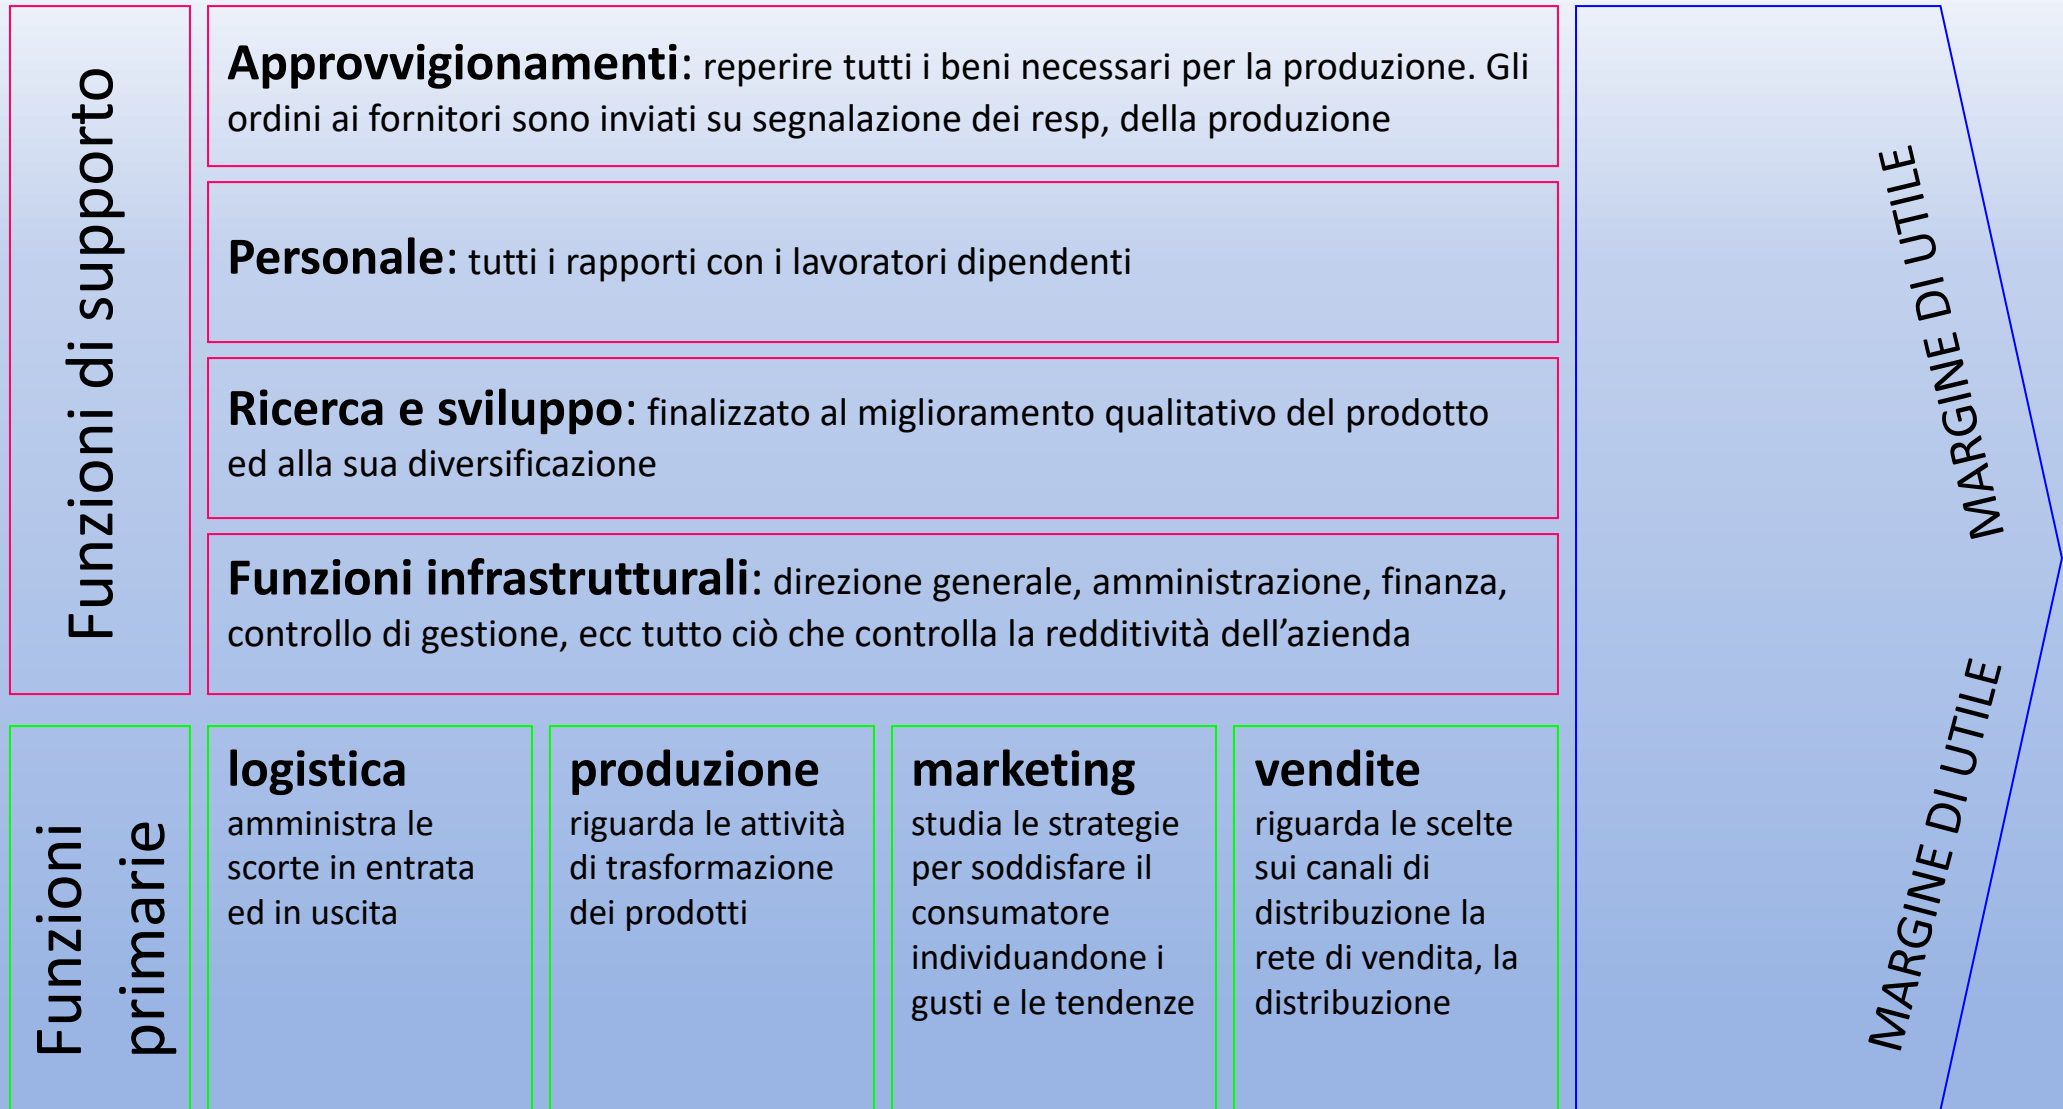 Funzioni di supporto
Approvvigionamenti: reperire tutti i beni necessari per la produzione. Gli
ordini ai fornitori sono inviati su segnalazione dei resp, della produzione
Personale: tutti i rapporti con i lavoratori dipendenti
Ricerca e sviluppo: finalizzato al miglioramento qualitativo del prodotto
ed alla sua diversificazione
Funzioni infrastrutturali: direzione generale, amministrazione, finanza,
controllo di gestione, ecc tutto ciò che controlla la redditività dell’azienda
Funzioni
primarie
logistica
amministra le
scorte in entrata
ed in uscita
produzione
riguarda le attività
di trasformazione
dei prodotti
marketing
studia le strategie
per soddisfare il
consumatore
individuandone i
gusti e le tendenze
vendite
riguarda le scelte
sui canali di
distribuzione la
rete di vendita, la
distribuzione
MARGINE DI UTILE
MARGINE DI UTILE